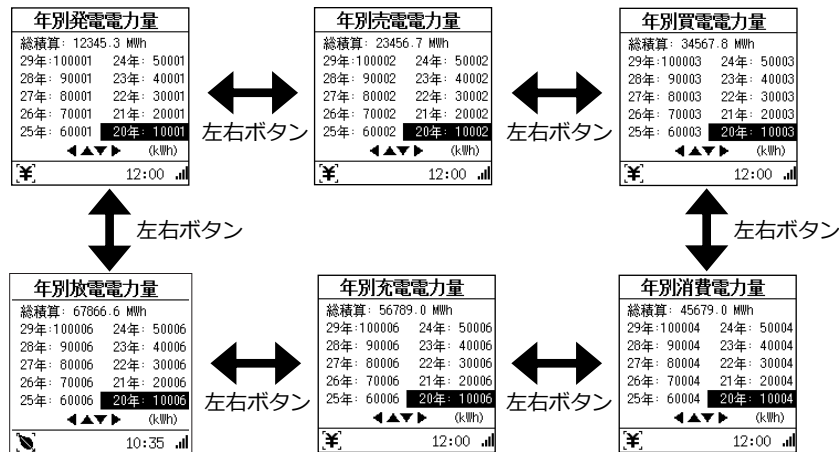 年別発電電力量
総積算: 12345.3 MWh
29年:100001 24年: 50001
28年: 90001 23年: 40001
27年: 80001 22年: 30001
26年: 70001 21年: 20001
25年: 60001 20年: 10001
◀▲▼▶ (kWh)
¥ 12:00
左右ボタン
年別売電電力量
総積算: 23456.7 MWh
29年:100002 24年: 50002
28年: 90002 23年: 40002
27年: 80002 22年: 30002
26年: 70002 21年: 20002
25年: 60002 20年: 10002
◀▲▼▶ (kWh)
¥ 12:00
左右ボタン
年別買電電力量
総積算: 34567.8 MWh
29年:100003 24年: 50003
28年: 90003 23年: 40003
27年: 80003 22年: 30003
26年: 70003 21年: 20003
25年: 60003 20年: 10003
◀▲▼▶ (kWh)
¥ 12:00
左右ボタン
左右ボタン
年別放電電力量
総積算: 67866.6 MWh
29年:100006 24年: 50006
28年: 90006 23年: 40006
27年: 80006 22年: 30006
26年: 70006 21年: 20006
25年: 60006 20年: 10006
◀▲▼▶ (kWh)
10:35
左右ボタン
年別充電電力量
総積算: 56789.0 MWh
29年:100006 24年: 50006
28年: 90006 23年: 40006
27年: 80006 22年: 30006
26年: 70006 21年: 20006
25年: 60006 20年: 10006
◀▲▼▶ (kWh)
¥ 12:00
左右ボタン
年別消費電力量
総積算: 45679.0 MWh
29年:100004 24年: 50004
28年: 90004 23年: 40004
27年: 80004 22年: 30004
26年: 70004 21年: 20004
25年: 60004 20年: 10004
◀▲▼▶ (kWh)
¥ 12:00